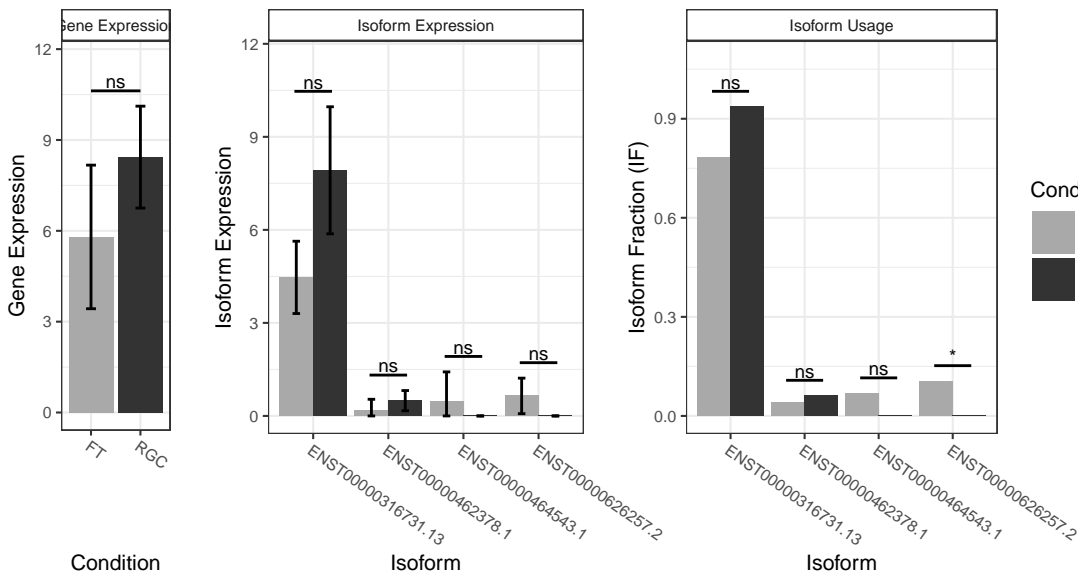 Gene Expression
Isoform Expression
Isoform Usage
12
9
6
3
0
Gene Expression
ns
FT
RGC
Condition
12
9
6
3
0
Isoform Expression
ns
ns
ns
ns
ENST00000316731.13
ENST00000462378.1
ENST00000464543.1
ENST00000626257.2
Isoform
0.9
0.6
0.3
0.0
Isoform Fraction (IF)
ns
ns
ns
*
ENST00000316731.13
ENST00000462378.1
ENST00000464543.1
ENST00000626257.2
Isoform
Cond